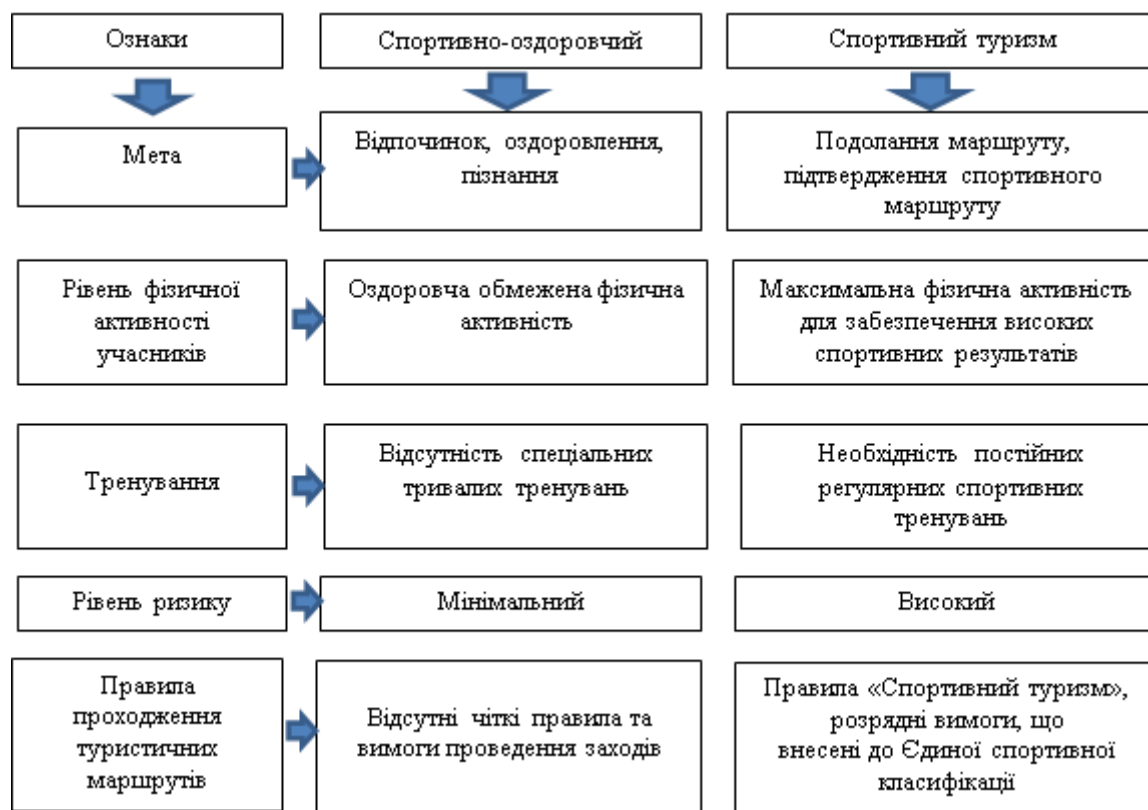 Ознаки
Спортивно-оздоровчий
Спортивний туризм
Мета
Відпочинок, оздоровлення,
пізнання
Подолання маршруту,
підтвердження спортивного
маршруту
Рівень фізичної
активності
учасників
Оздоровча обмежена фізична
активність
Максимальна фізична активність
для забезпечення високих
спортивних результатів
Тренування
Відсутність спеціальних
тривалих тренувань
Необхідність постійних
регулярних спортивних
тренувань
Рівень ризику
Мінімальний
Високий
Правила
проходження
туристичних
маршрутів
Відсутні чіткі правила та
вимоги проведення заходів
Правила «Спортивний туризм»,
розрядні вимоги, що
внесені до Єдиної спортивної
класифікації